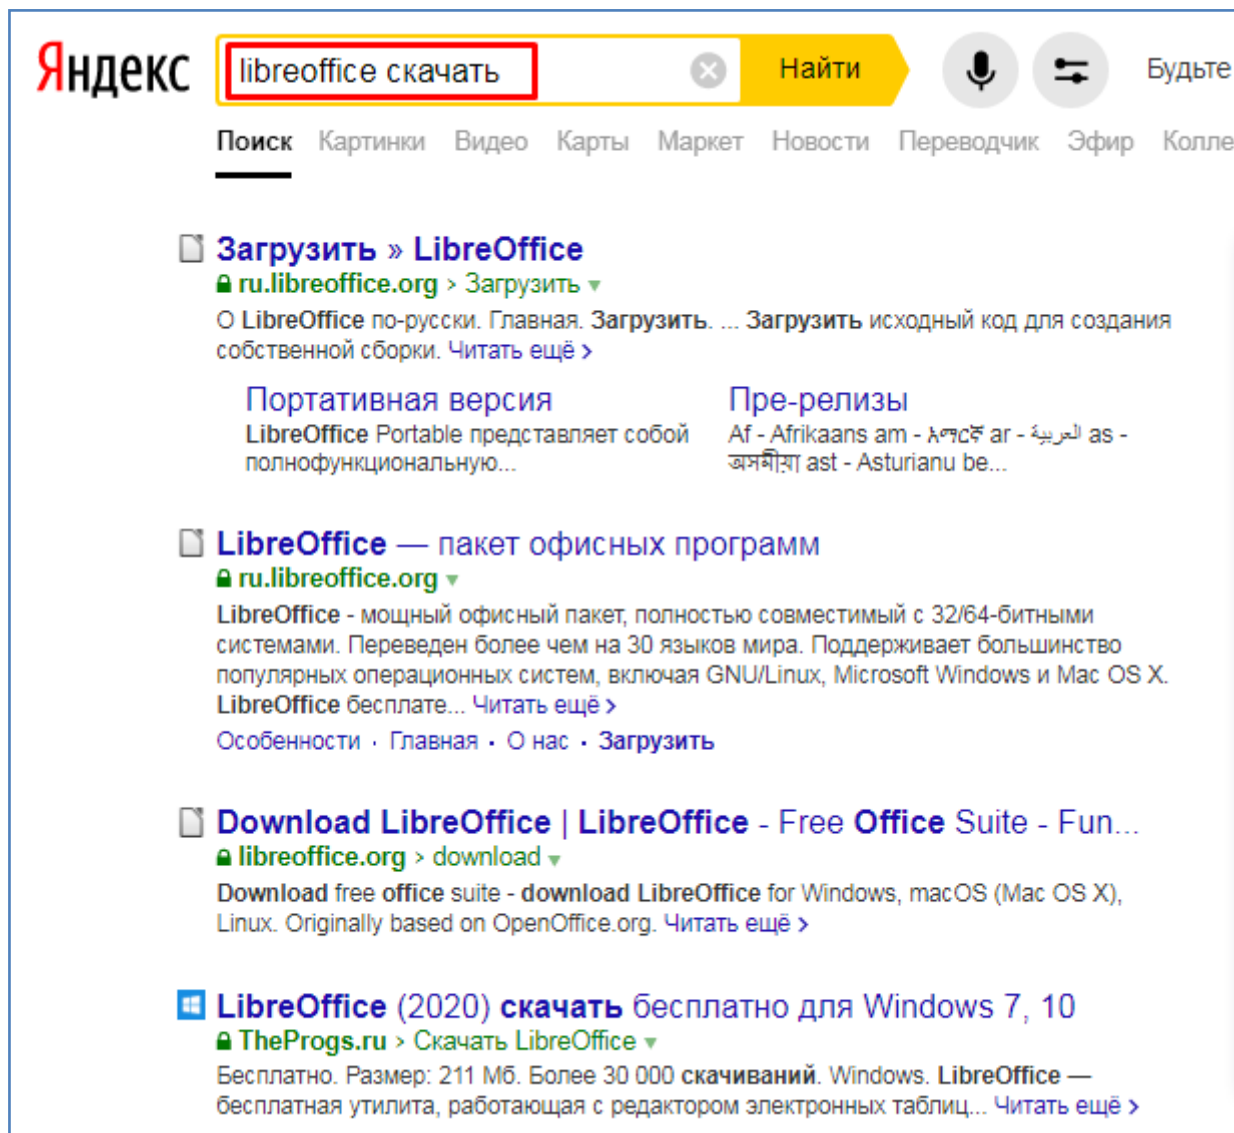 Яндекс libreoffice скачать Найти Будьте
Поиск Картинки Видео Карты Маркет Новости Переводчик Эфир Колле
Загрузить » LibreOffice
ru.libreoffice.org › Загрузить
О LibreOffice по-русски. Главная. Загрузить. ... Загрузить исходный код для создания
собственной сборки. Читать ещё ›
Портативная версия
LibreOffice Portable представляет собой
полнофункциональную...
Пре-релизы
Af - Afrikaans am - አማርኛ ar - العربية as -
অসমীয়া ast - Asturianu be...
LibreOffice — пакет офисных программ
ru.libreoffice.org
LibreOffice - мощный офисный пакет, полностью совместимый с 32/64-битными
системами. Переведен более чем на 30 языков мира. Поддерживает большинство
популярных операционных систем, включая GNU/Linux, Microsoft Windows и Mac OS X.
LibreOffice бесплате... Читать ещё ›
Особенности · Главная · О нас · Загрузить
Download LibreOffice | LibreOffice - Free Office Suite - Fun...
libreoffice.org › download
Download free office suite - download LibreOffice for Windows, macOS (Mac OS X),
Linux. Originally based on OpenOffice.org. Читать ещё ›
LibreOffice (2020) скачать бесплатно для Windows 7, 10
TheProgs.ru › Скачать LibreOffice
Бесплатно. Размер: 211 Мб. Более 30 000 скачиваний. Windows. LibreOffice —
бесплатная утилита, работающая с редактором электронных таблиц... Читать ещё ›